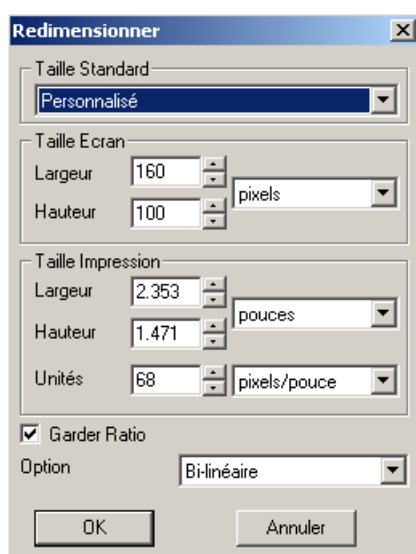 Redimensionner
Taille Standard
Personnalisé
Taille Ecran
Largeur 160
pixels
Hauteur 100
Taille Impression
Largeur 2.353
pouces
Hauteur 1.471
Unités 68 pixels/pouce
Garder Ratio
Option Bi-linéaire
OK Annuler